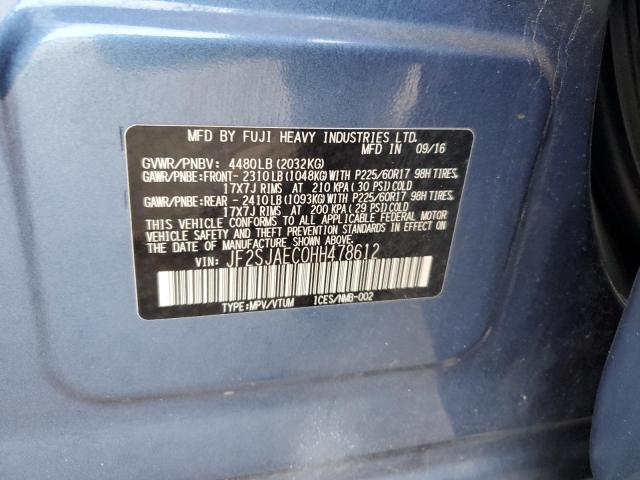 MFD BY FUJI HEAVY INDUSTRIES LTD.
MFD IN 09/16
GVWR/PNBV: 4480LB (2032KG)
GAWR/PNBE:FRONT- 2310LB(1048KG)WITH P225/60R17 98H TIRES,
17X7J RIMS AT 210 KPA (30 PSI)COLD
GAWR/PNBE:REAR - 2410LB(1093KG)WITH P225/60R17 98H TIRES,
17X7J RIMS AT 200 KPA (29 PSI)COLD
THIS VEHICLE CONFORMS TO ALL APPLICABLE FEDERAL MOTOR
VEHICLE SAFETY AND THEFT PREVENTION STANDARDS IN EFFECT ON
THE DATE OF MANUFACTURE SHOWN ABOVE.
VIN: JF2SJAEC0HH478612
TYPE:MPV/VTUM ICES/NMB-002